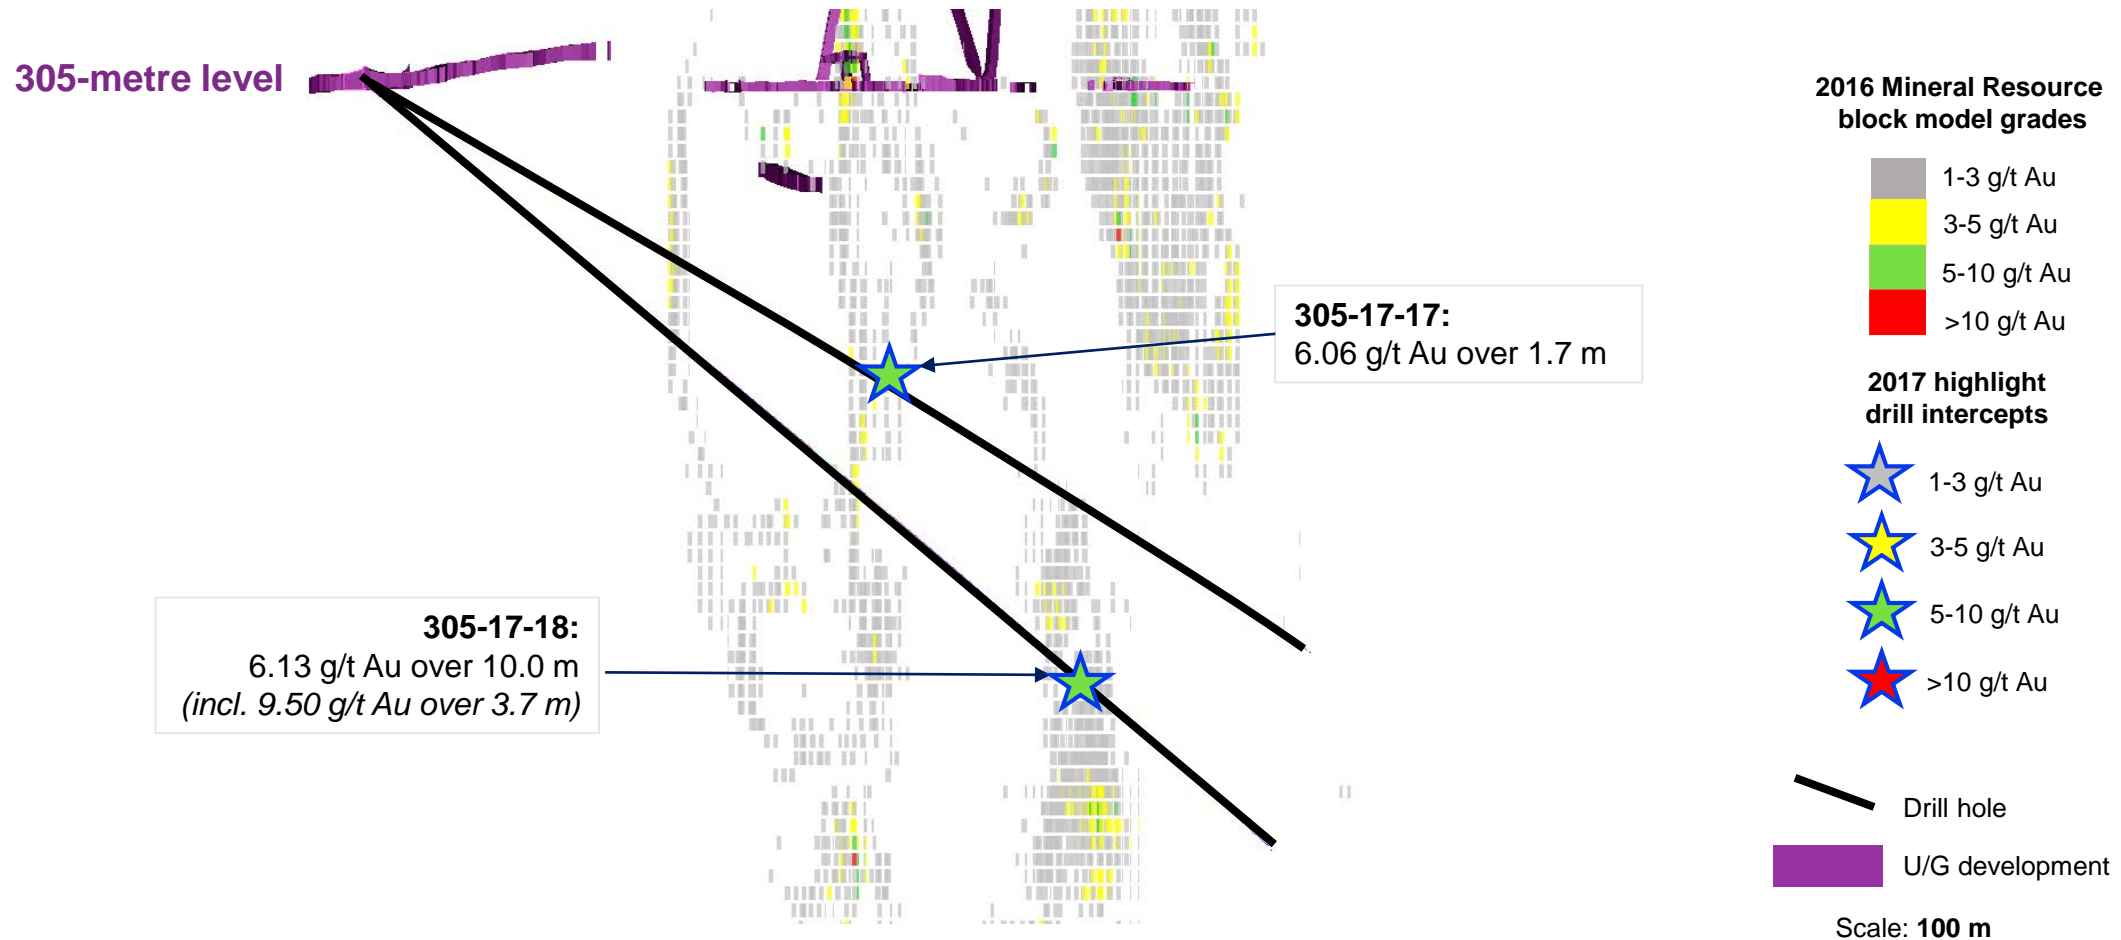 305-metre level
305-17-17:
6.06 g/t Au over 1.7 m
305-17-18:
6.13 g/t Au over 10.0 m
(incl. 9.50 g/t Au over 3.7 m)
2016 Mineral Resource
block model grades
1-3 g/t Au
3-5 g/t Au
5-10 g/t Au
>10 g/t Au
2017 highlight
drill intercepts
1-3 g/t Au
3-5 g/t Au
5-10 g/t Au
>10 g/t Au
Drill hole
U/G development
Scale: 100 m